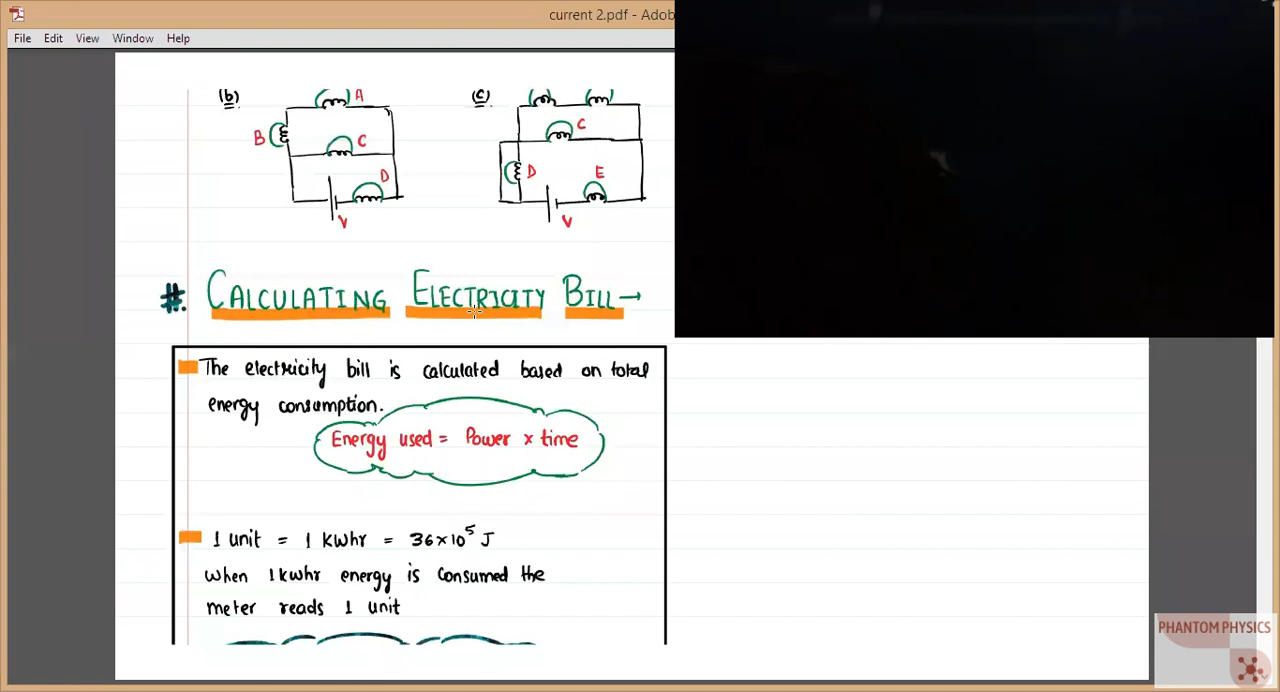 current 2.pdf - Adob
File Edit View Window Help
(b) A (c)
B C C
D D E
V V
#. CALCULATING ELECTRICITY BILL →
The electricity bill is calculated based on total
energy consumption.
Energy used = Power × time
1 unit = 1 kwhr = 36×10⁵ J
when 1kwhr energy is consumed the
meter reads 1 unit
PHANTOM PHYSICS